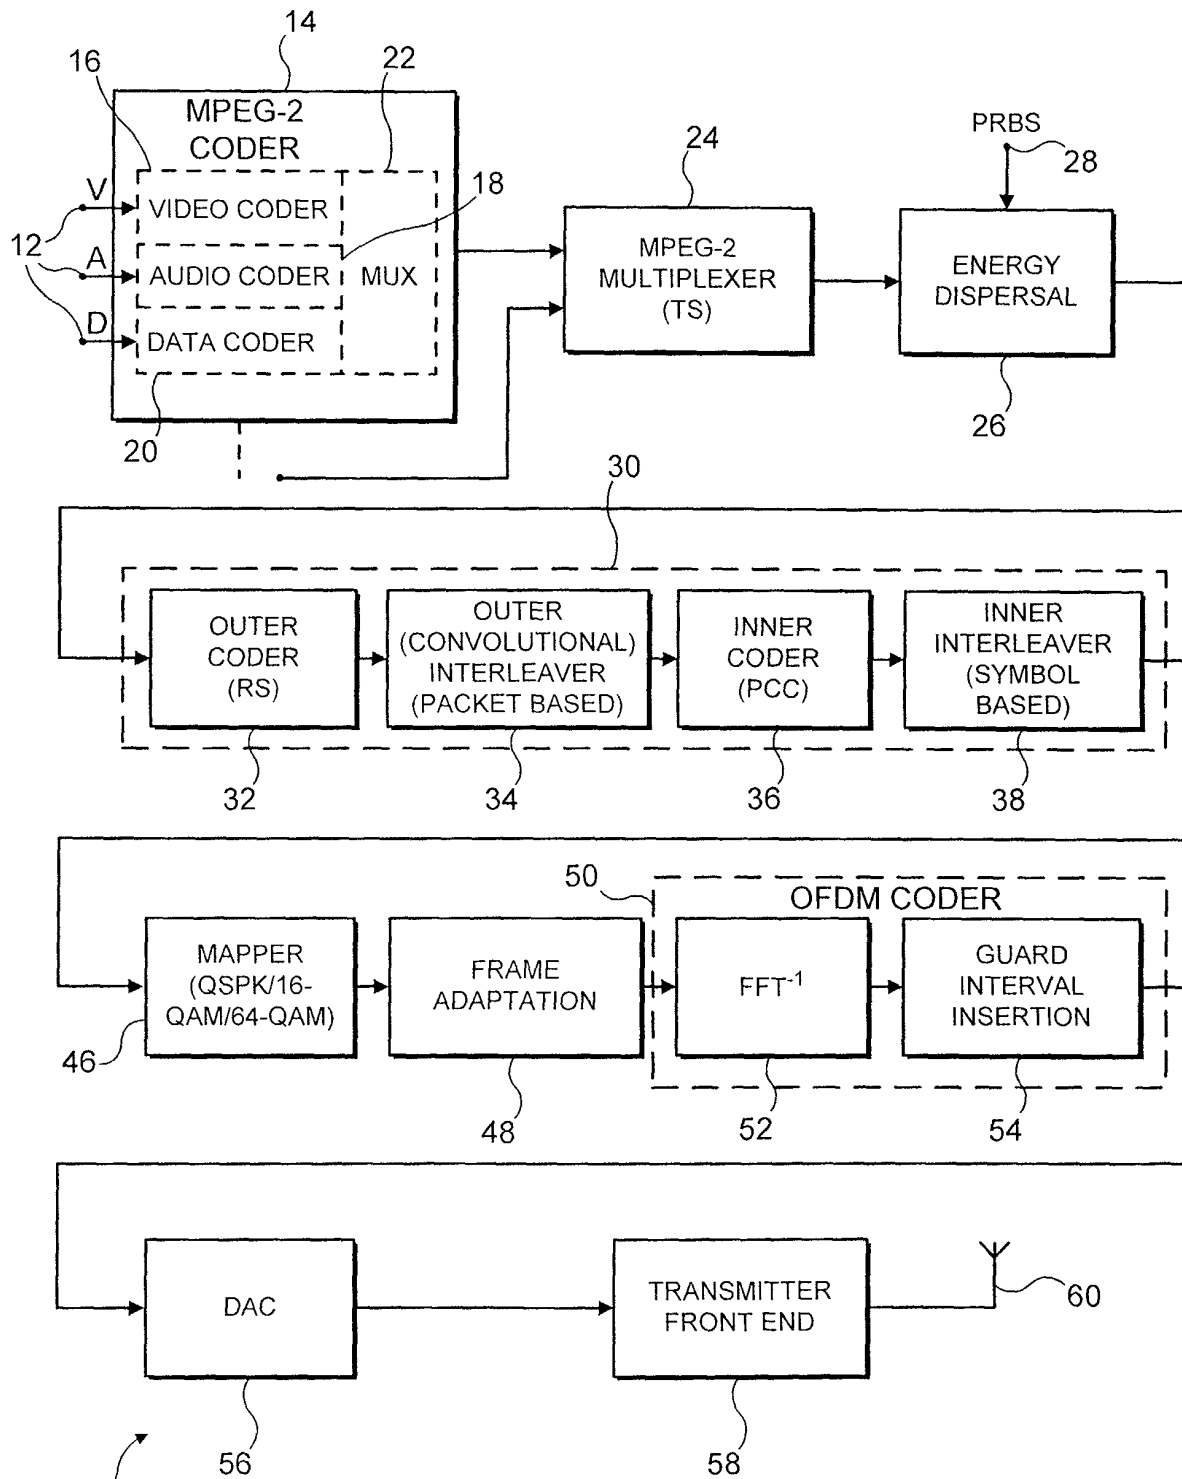 14
16
22
MPEG-2
CODER
24
PRBS
28
V
VIDEO CODER
18
12
A
AUDIO CODER
MUX
MPEG-2
MULTIPLEXER
(TS)
ENERGY
DISPERSAL
D
DATA CODER
20
26
30
OUTER
CODER
(RS)
OUTER
(CONVOLUTIONAL)
INTERLEAVER
(PACKET BASED)
INNER
CODER
(PCC)
INNER
INTERLEAVER
(SYMBOL
BASED)
32
34
36
38
50
OFDM CODER
MAPPER
(QSPK/16-
QAM/64-QAM)
FRAME
ADAPTATION
FFT⁻¹
GUARD
INTERVAL
INSERTION
46
48
52
54
DAC
TRANSMITTER
FRONT END
60
56
58